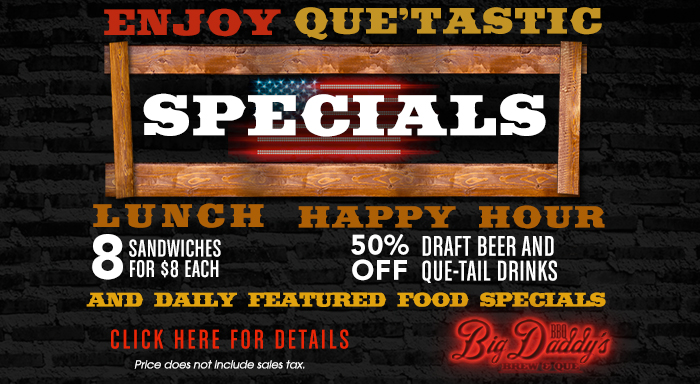 ENJOY QUE'TASTIC
SPECIALS
LUNCH HAPPY HOUR
8 SANDWICHES
FOR $8 EACH
50% OFF DRAFT BEER AND
QUE-TAIL DRINKS
AND DAILY FEATURED FOOD SPECIALS
CLICK HERE FOR DETAILS
Price does not include sales tax.
BBQ
Big Daddy's
BREW & QUE